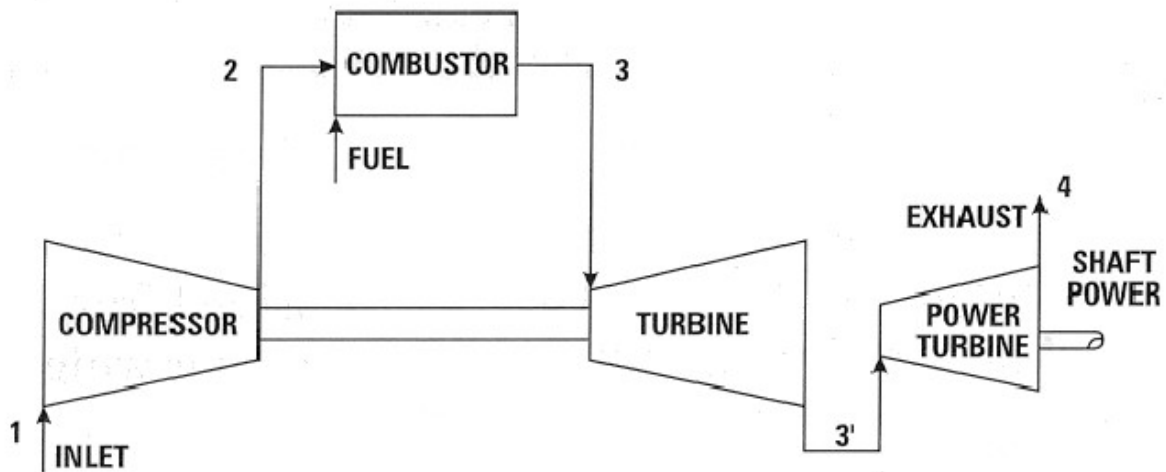 2
COMBUSTOR
3
FUEL
4
EXHAUST
SHAFT
POWER
COMPRESSOR
TURBINE
POWER
TURBINE
1
INLET
3'